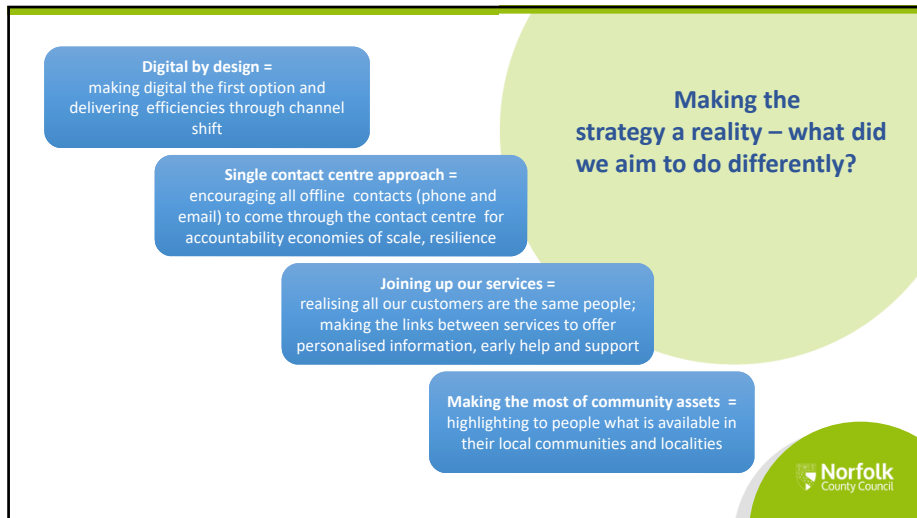 Digital by design =
making digital the first option and
delivering  efficiencies through channel
shift
Making the
strategy a reality – what did
we aim to do differently?
Single contact centre approach =
encouraging all offline  contacts (phone and
email) to come through the contact centre  for
accountability economies of scale, resilience
Joining up our services =
realising all our customers are the same people;
making the links between services to offer
personalised information, early help and support
Making the most of community assets  =
highlighting to people what is available in
their local communities and localities
Norfolk
County Council